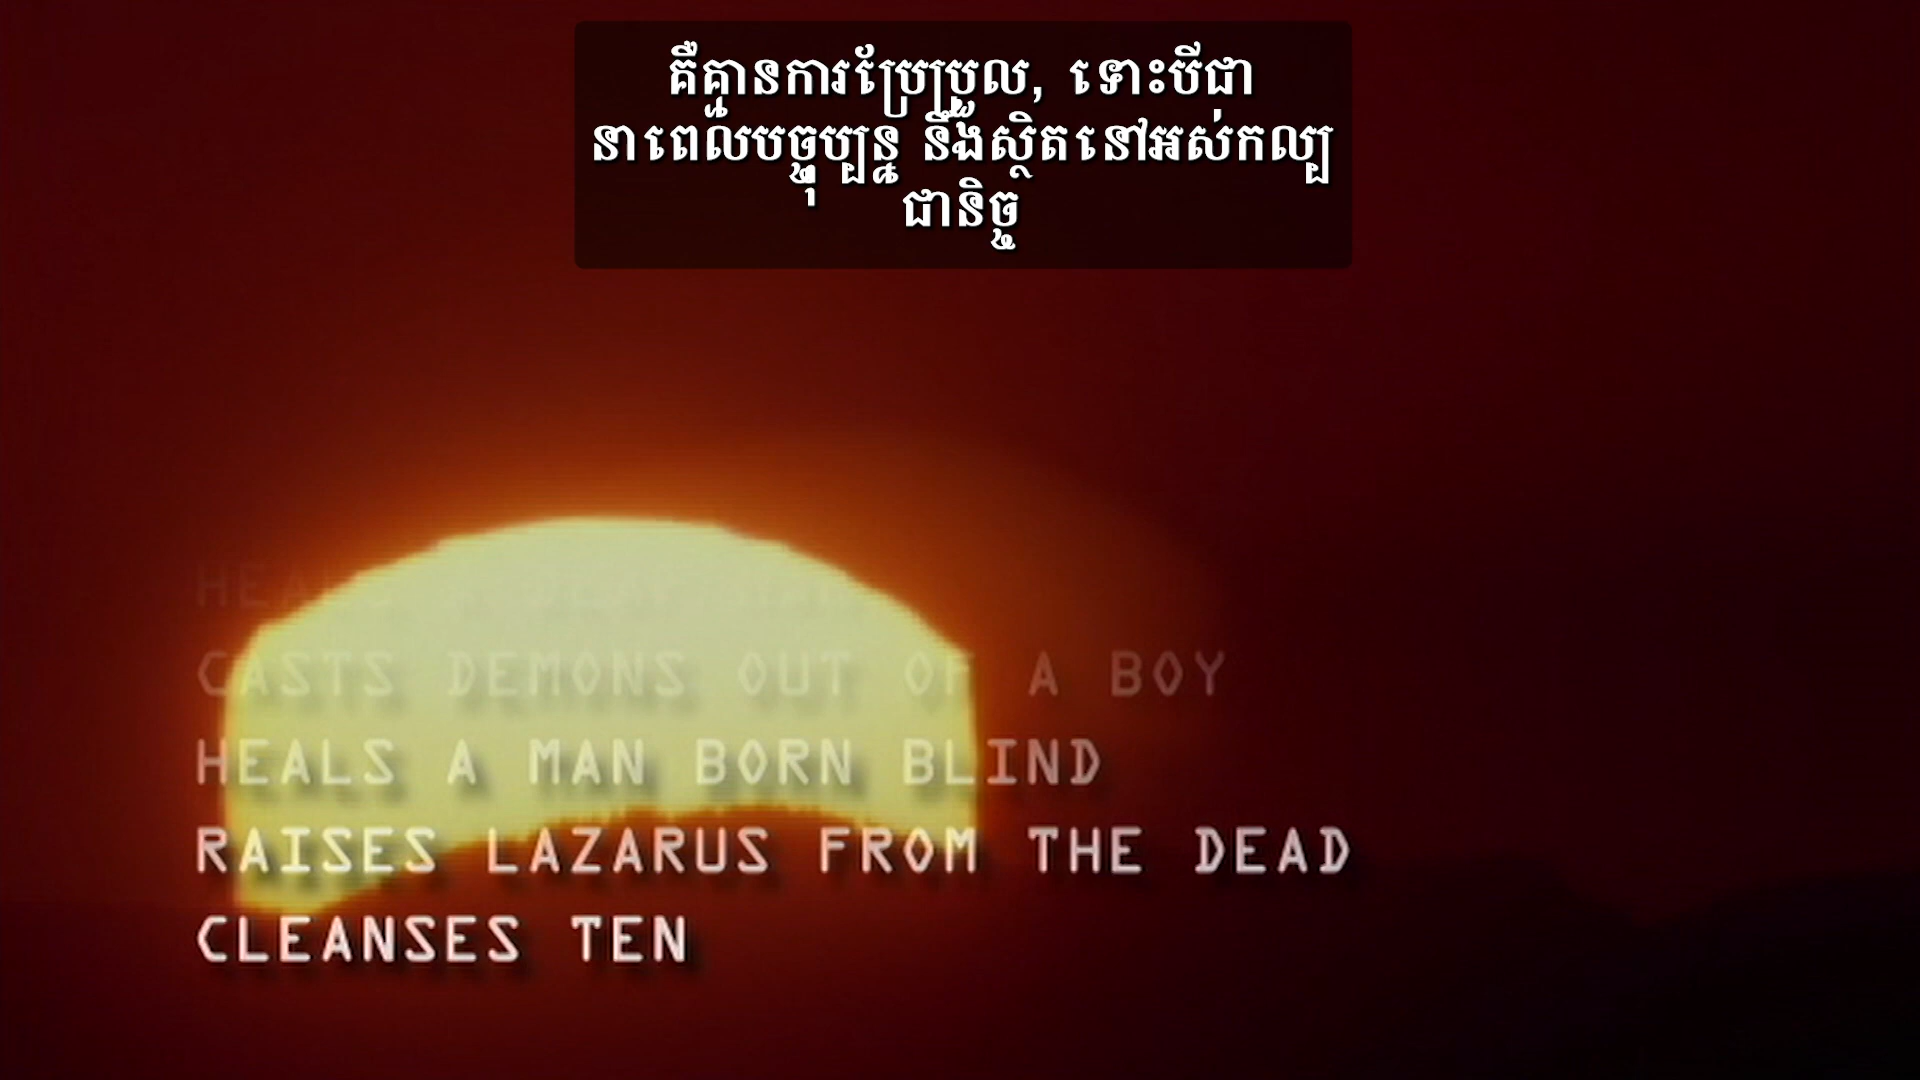 គឺគ្មានការប្រែប្រួល, ទោះបីជា
នាពេលបច្ចុប្បន្ន នឹងស្ថិតនៅអស់កល្ប
ជានិច្ច
HEALS
CASTS DEMONS OUT OF A BOY
HEALS A MAN BORN BLIND
RAISES LAZARUS FROM THE DEAD
CLEANSES TEN